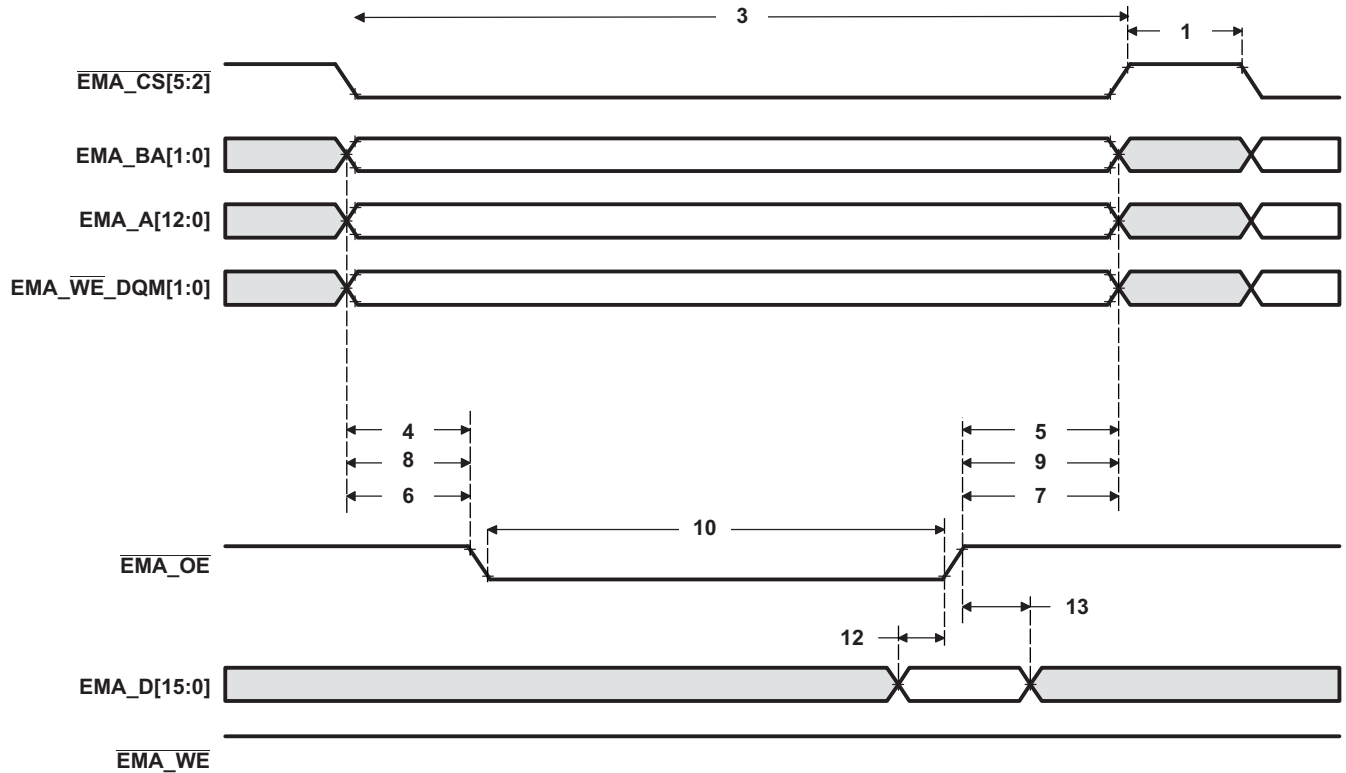 3
1
EMA_CS[5:2]
EMA_BA[1:0]
EMA_A[12:0]
EMA_WE_DQM[1:0]
4
5
8
9
6
7
10
EMA_OE
13
12
EMA_D[15:0]
EMA_WE